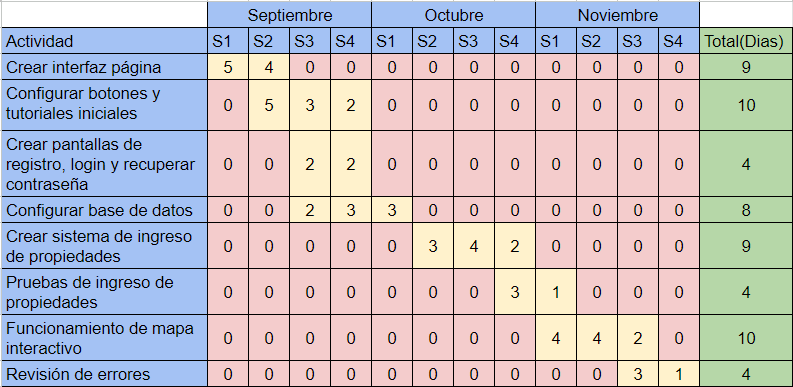 Septiembre Octubre Noviembre
Actividad S1 S2 S3 S4 S1 S2 S3 S4 S1 S2 S3 S4 Total(Dias)
Crear interfaz página 5 4 0 0 0 0 0 0 0 0 0 0 9
Configurar botones y
tutoriales iniciales 0 5 3 2 0 0 0 0 0 0 0 0 10
Crear pantallas de
registro, login y recuperar
contraseña 0 0 2 2 0 0 0 0 0 0 0 0 4
Configurar base de datos 0 0 2 3 3 0 0 0 0 0 0 0 8
Crear sistema de ingreso
de propiedades 0 0 0 0 0 3 4 2 0 0 0 0 9
Pruebas de ingreso de
propiedades 0 0 0 0 0 0 0 3 1 0 0 0 4
Funcionamiento de mapa
interactivo 0 0 0 0 0 0 0 0 4 4 2 0 10
Revisión de errores 0 0 0 0 0 0 0 0 0 0 3 1 4